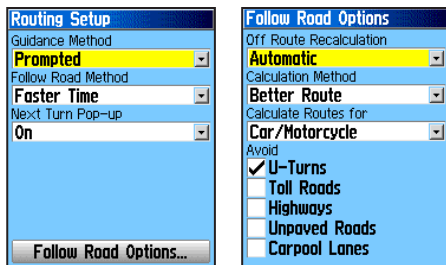 Routing Setup
Guidance Method
Prompted
Follow Road Method
Faster Time
Next Turn Pop-up
On
Follow Road Options...
Follow Road Options
Off Route Recalculation
Automatic
Calculation Method
Better Route
Calculate Routes for
Car/Motorcycle
Avoid
U-Turns
Toll Roads
Highways
Unpaved Roads
Carpool Lanes